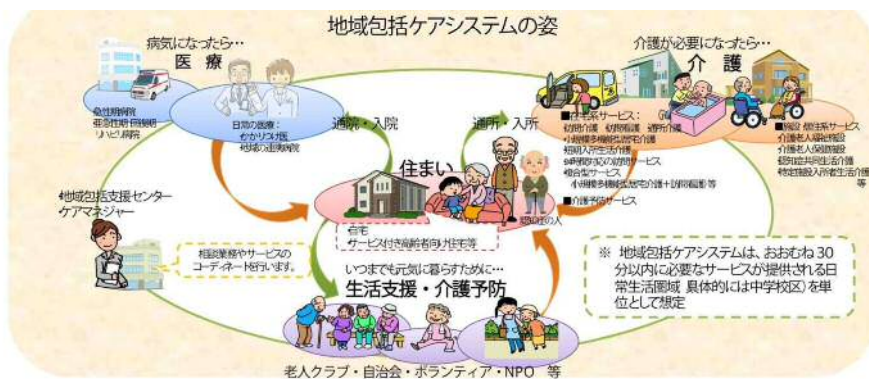 地域包括ケアシステムの姿
病気になったら…
医療
急性期病院
亜急性期・回復期
リハビリ病院
日常の医療：
かかりつけ医
地域の連携病院
通院・入院
通所・入所
介護が必要になったら…
介護
■在宅系サービス：
訪問介護 訪問看護 通所介護
小規模多機能型居宅介護
短期入所生活介護
24時間対応の訪問サービス
複合型サービス
（小規模多機能型居宅介護＋訪問看護）等
■介護予防サービス
■施設・居住系サービス
介護老人福祉施設
介護老人保健施設
認知症共同生活介護
特定施設入所者生活介護
等
住まい
認知症の人
自宅
サービス付き高齢者向け住宅等
地域包括支援センター
ケアマネジャー
相談業務やサービスの
コーディネートを行います。
いつまでも元気に暮らすために…
生活支援・介護予防
老人クラブ・自治会・ボランティア・NPO 等
※ 地域包括ケアシステムは、おおむね30
分以内に必要なサービスが提供される日
常生活圏域 具体的には中学校区）を単
位として想定